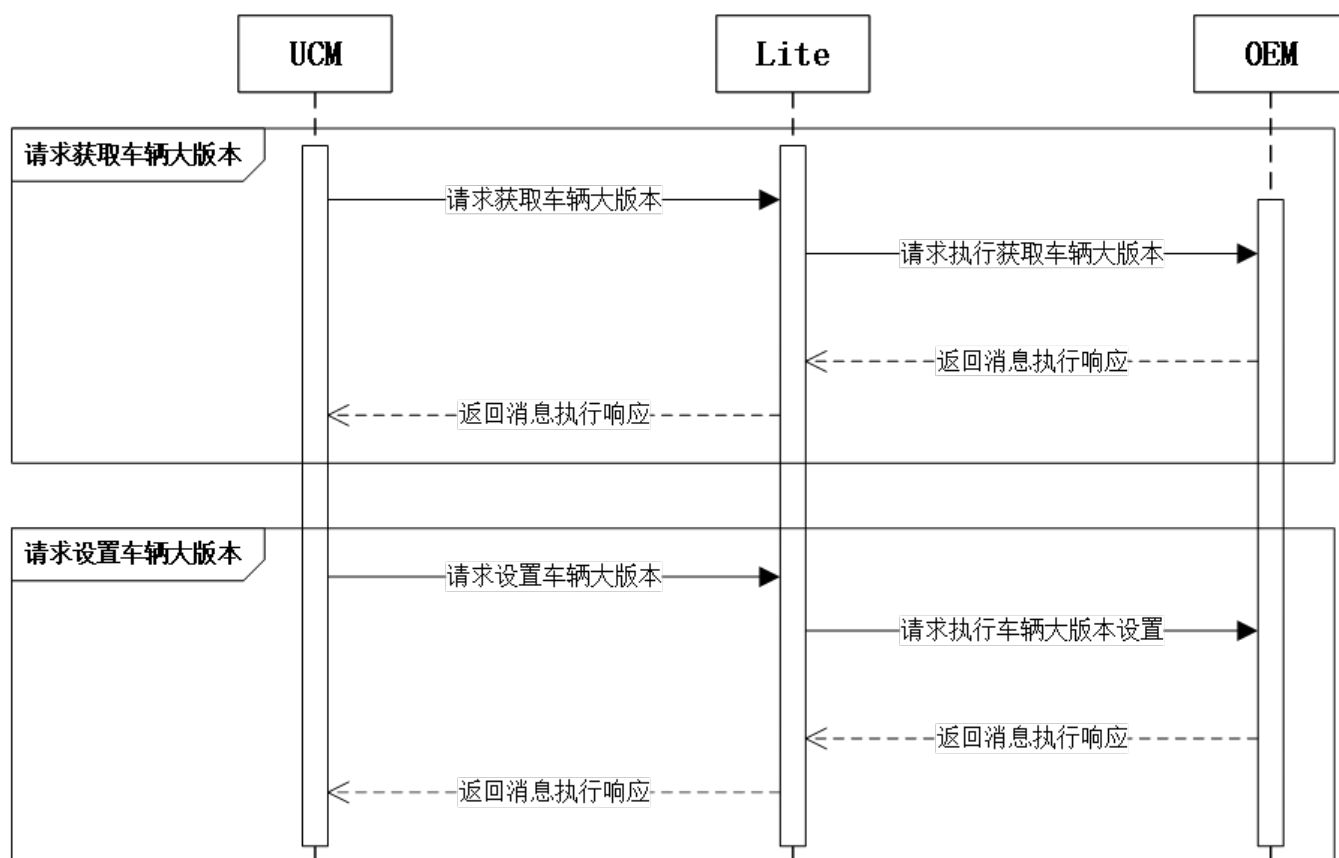 UCM
Lite
OEM
请求获取车辆大版本
请求获取车辆大版本
请求执行获取车辆大版本
返回消息执行响应
返回消息执行响应
请求设置车辆大版本
请求设置车辆大版本
请求执行车辆大版本设置
返回消息执行响应
返回消息执行响应